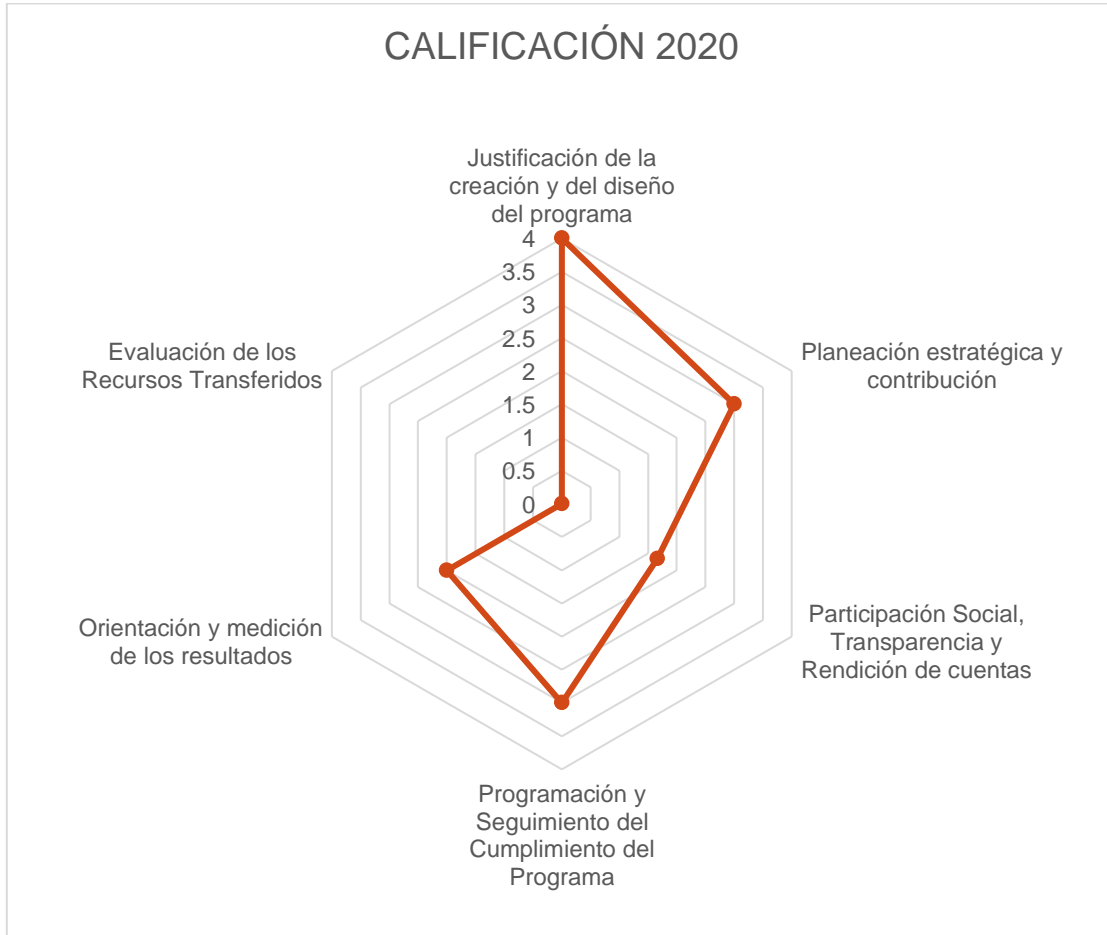 CALIFICACIÓN 2020
Justificación de la
creación y del diseño
del programa
4
3.5
3
2.5
2
1.5
1
0.5
0
Planeación estratégica y
contribución
Participación Social,
Transparencia y
Rendición de cuentas
Programación y
Seguimiento del
Cumplimiento del
Programa
Orientación y medición
de los resultados
Evaluación de los
Recursos Transferidos